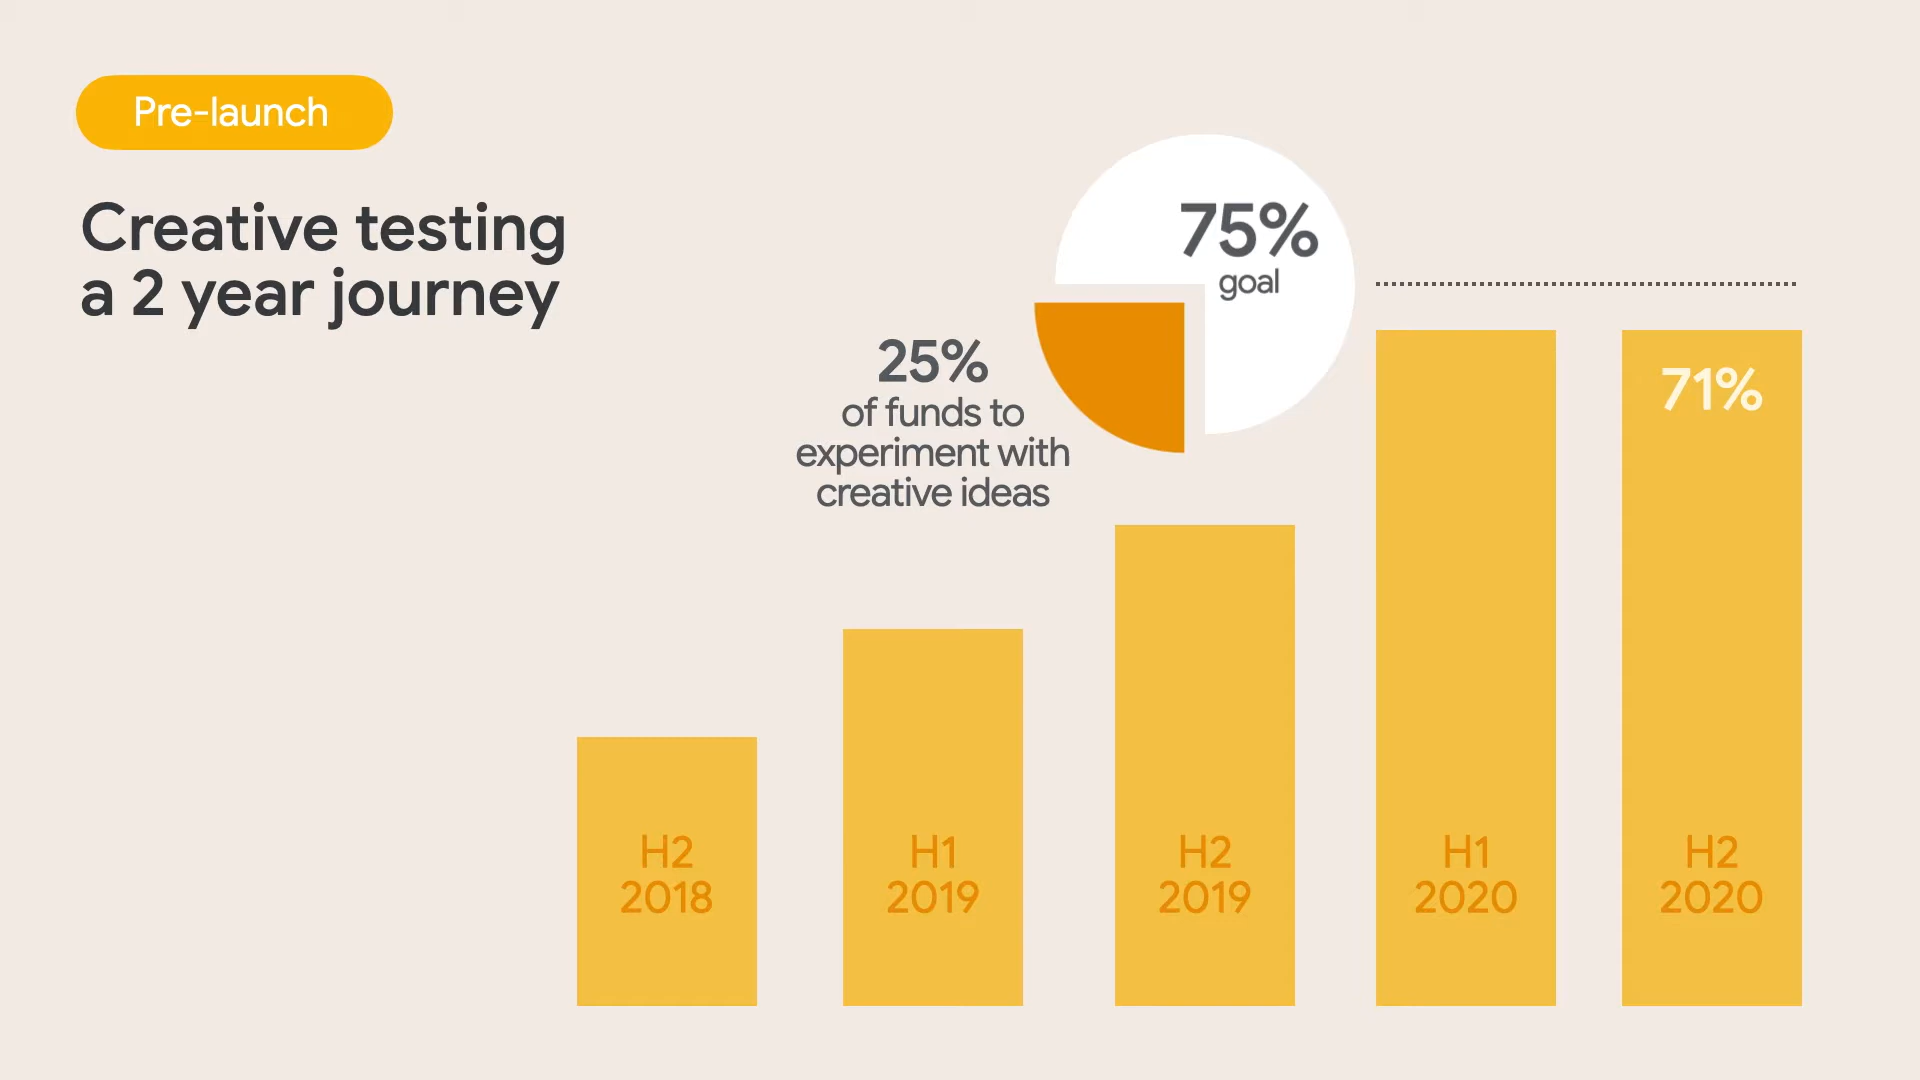 Pre-launch
Creative testing
a 2 year journey
75%
goal
25%
of funds to
experiment with
creative ideas
71%
H2
2018
H1
2019
H2
2019
H1
2020
H2
2020